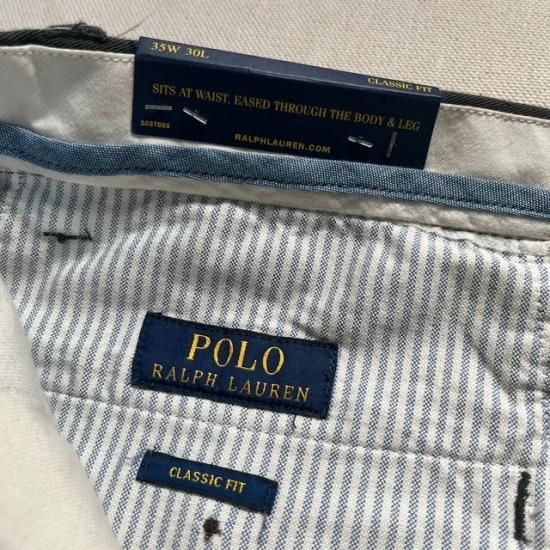 35W 30L
CLASSIC FIT
SITS AT WAIST, EASED THROUGH THE BODY & LEG
1037693
RALPHLAUREN.COM
POLO
RALPH LAUREN
CLASSIC FIT